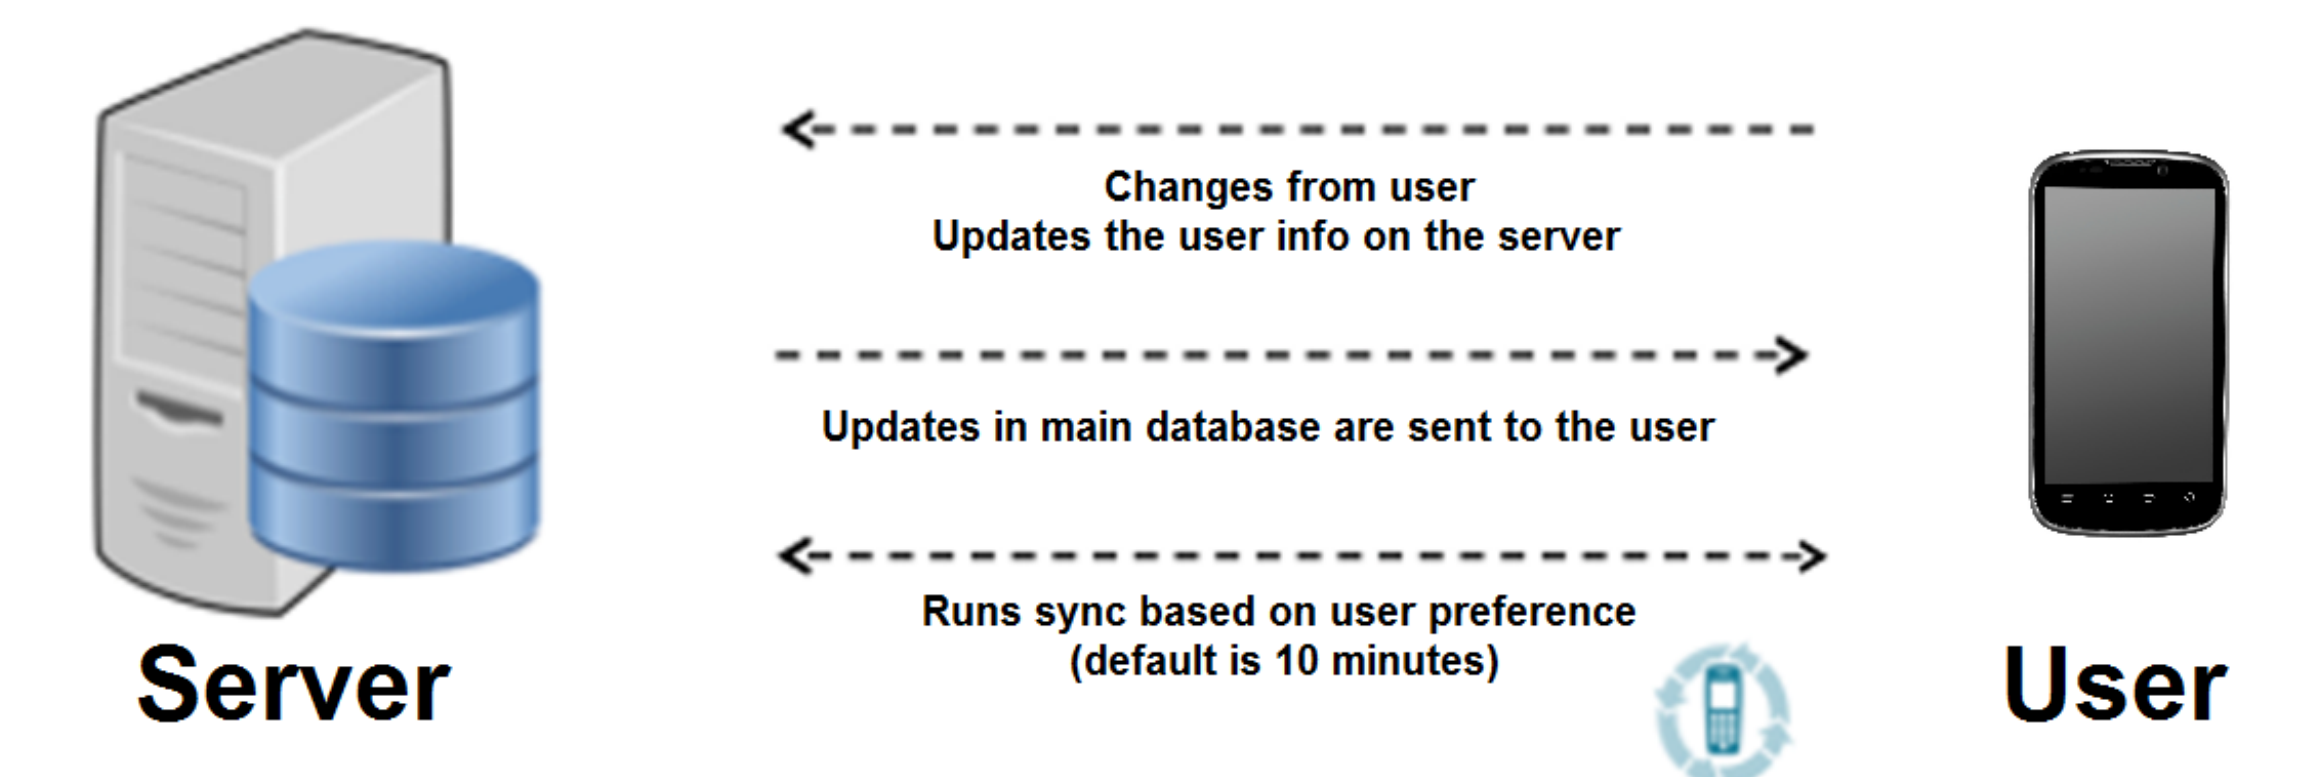 Changes from user
Updates the user info on the server
Updates in main database are sent to the user
Runs sync based on user preference
(default is 10 minutes)
Server
User